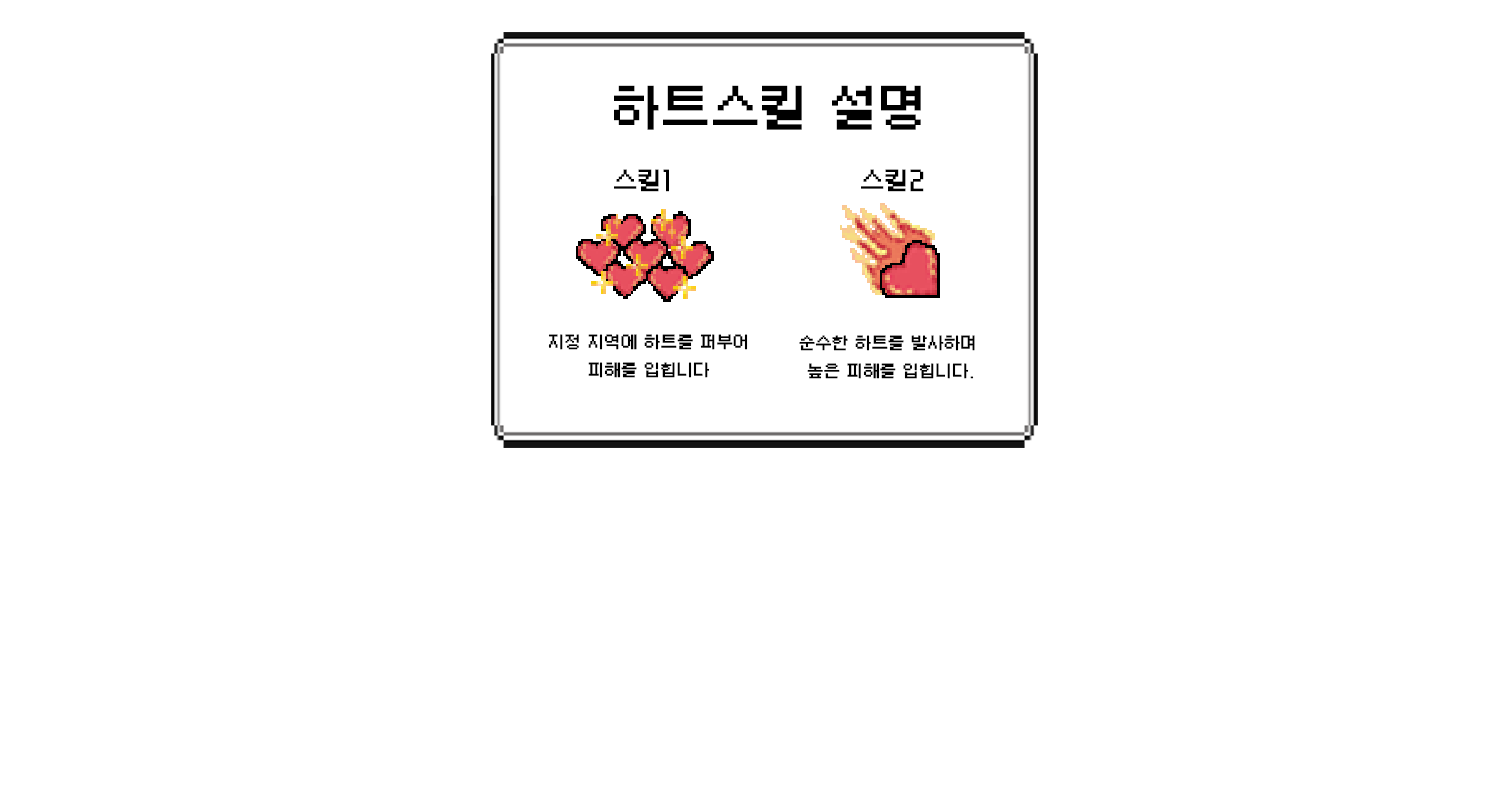 하트스킬 설명
스킬1
스킬2
지정 지역에 하트를 퍼부어
피해를 입힙니다
순수한 하트를 발사하며
높은 피해를 입힙니다.